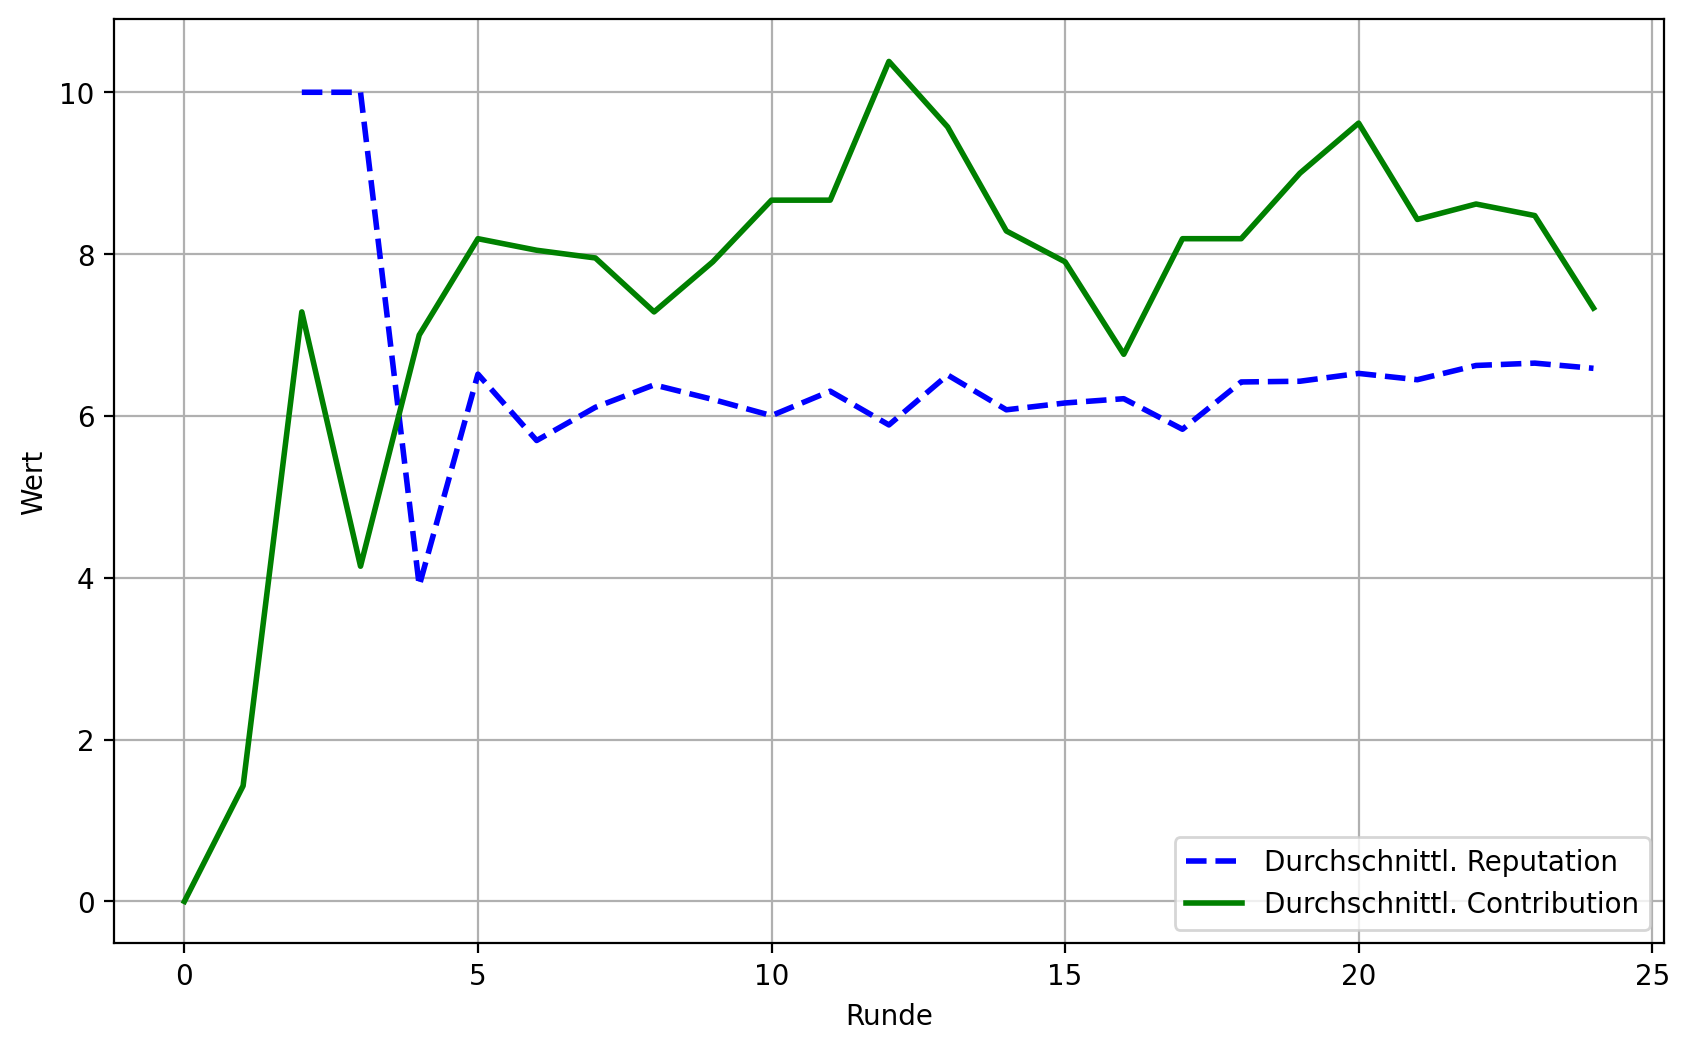 10
8
6
4
2
0
Wert
0 5 10 15 20 25
Runde
Durchschnittl. Reputation
Durchschnittl. Contribution